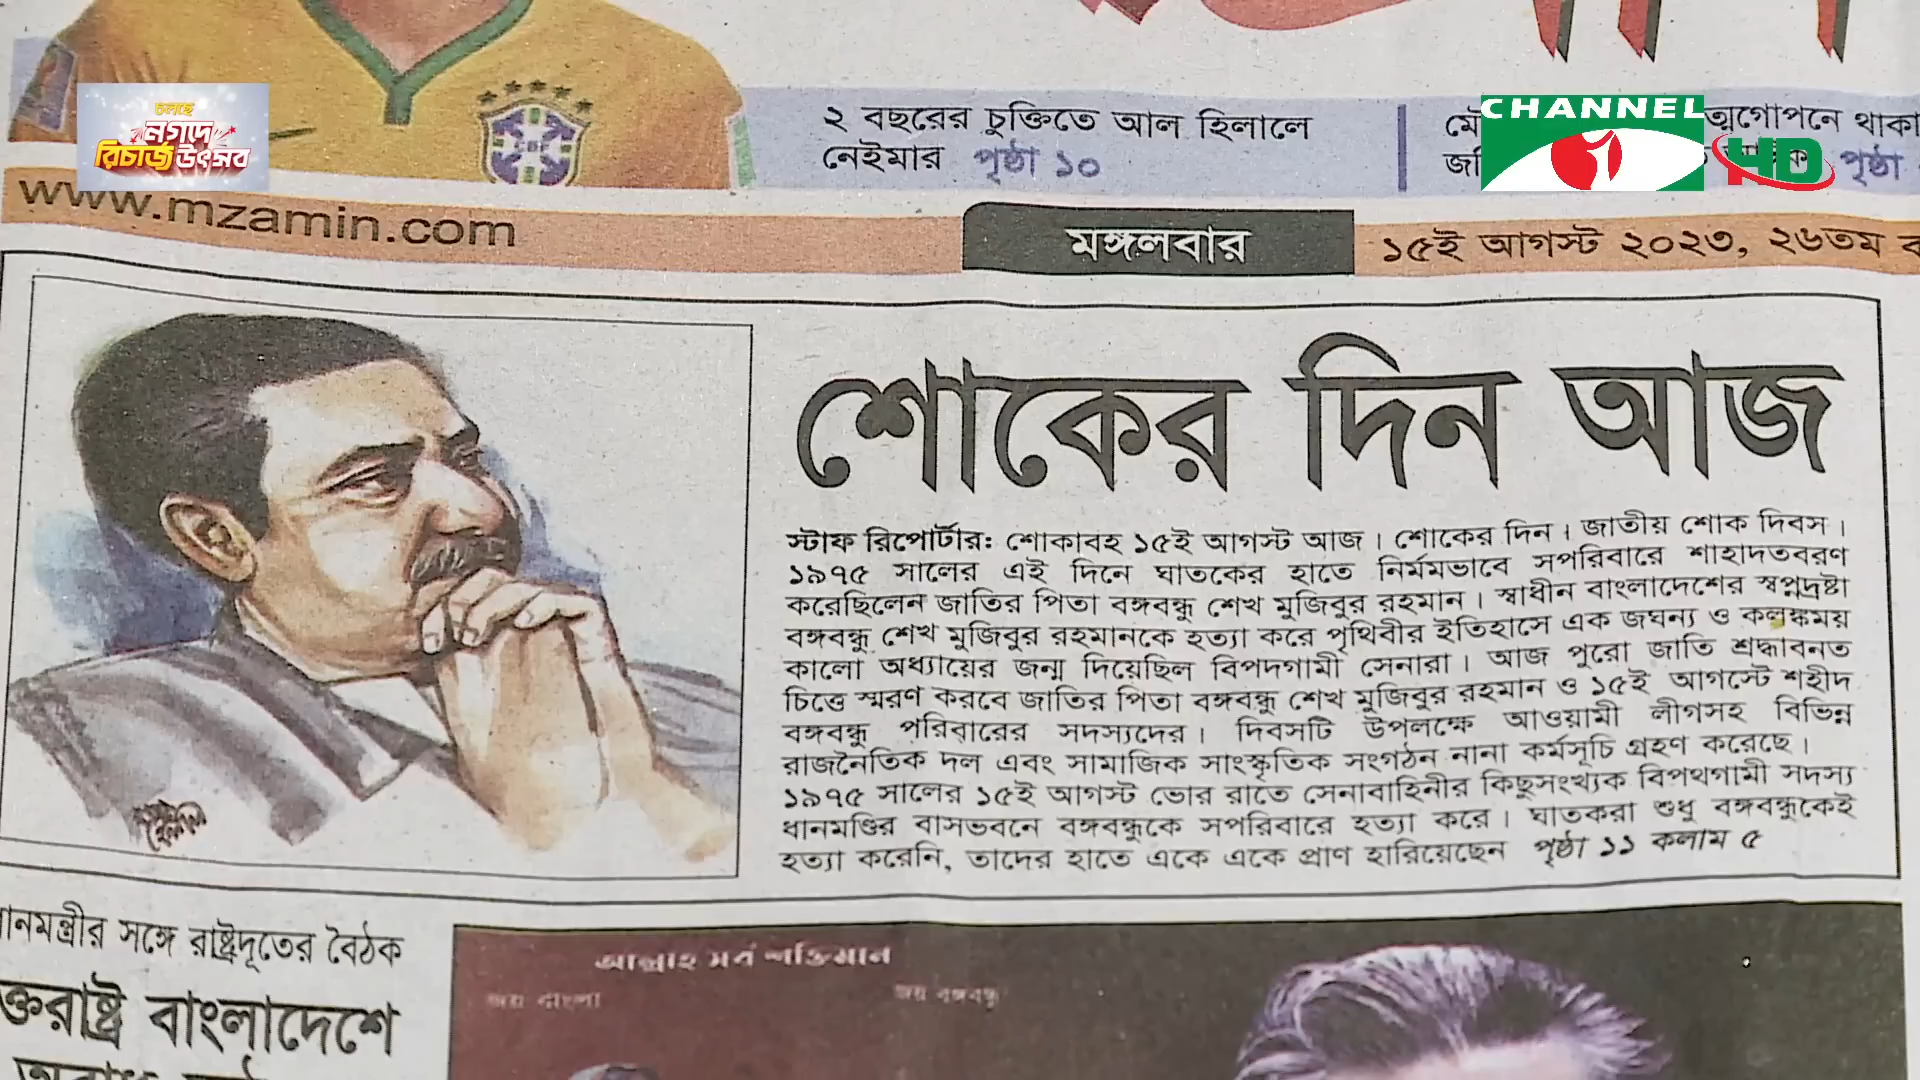 ২ বছরের চুক্তিতে আল হিলালে
নেইমার পৃষ্ঠা ১০
ত্মগোপনে থাকা
পৃষ্ঠা
CHANNEL
HD
চলছে
নগদে
রিচার্জ উৎসব
www.mzamin.com
মঙ্গলবার
১৫ই আগস্ট ২০২৩, ২৬তম ব
শোকের দিন আজ
স্টাফ রিপোর্টার: শোকাবহ ১৫ই আগস্ট আজ। শোকের দিন। জাতীয় শোক দিবস।
১৯৭৫ সালের এই দিনে ঘাতকের হাতে নির্মমভাবে সপরিবারে শাহাদতবরণ
করেছিলেন জাতির পিতা বঙ্গবন্ধু শেখ মুজিবুর রহমান। স্বাধীন বাংলাদেশের স্বপ্নদ্রষ্টা
বঙ্গবন্ধু শেখ মুজিবুর রহমানকে হত্যা করে পৃথিবীর ইতিহাসে এক জঘন্য ও কলঙ্কময়
কালো অধ্যায়ের জন্ম দিয়েছিল বিপদগামী সেনারা। আজ পুরো জাতি শ্রদ্ধাবনত
চিত্তে স্মরণ করবে জাতির পিতা বঙ্গবন্ধু শেখ মুজিবুর রহমান ও ১৫ই আগস্টে শহীদ
বঙ্গবন্ধু পরিবারের সদস্যদের। দিবসটি উপলক্ষে আওয়ামী লীগসহ বিভিন্ন
রাজনৈতিক দল এবং সামাজিক সাংস্কৃতিক সংগঠন নানা কর্মসূচি গ্রহণ করেছে।
১৯৭৫ সালের ১৫ই আগস্ট ভোর রাতে সেনাবাহিনীর কিছুসংখ্যক বিপথগামী সদস্য
ধানমণ্ডির বাসভবনে বঙ্গবন্ধুকে সপরিবারে হত্যা করে। ঘাতকরা শুধু বঙ্গবন্ধুকেই
হত্যা করেনি, তাদের হাতে একে একে প্রাণ হারিয়েছেন পৃষ্ঠা ১১ কলাম ৫
ানমন্ত্রীর সঙ্গে রাষ্ট্রদূতের বৈঠক
ক্তরাষ্ট্র বাংলাদেশে
আল্লাহ সর্ব শক্তিমান
জয় বাংলা
জয় বঙ্গবন্ধু